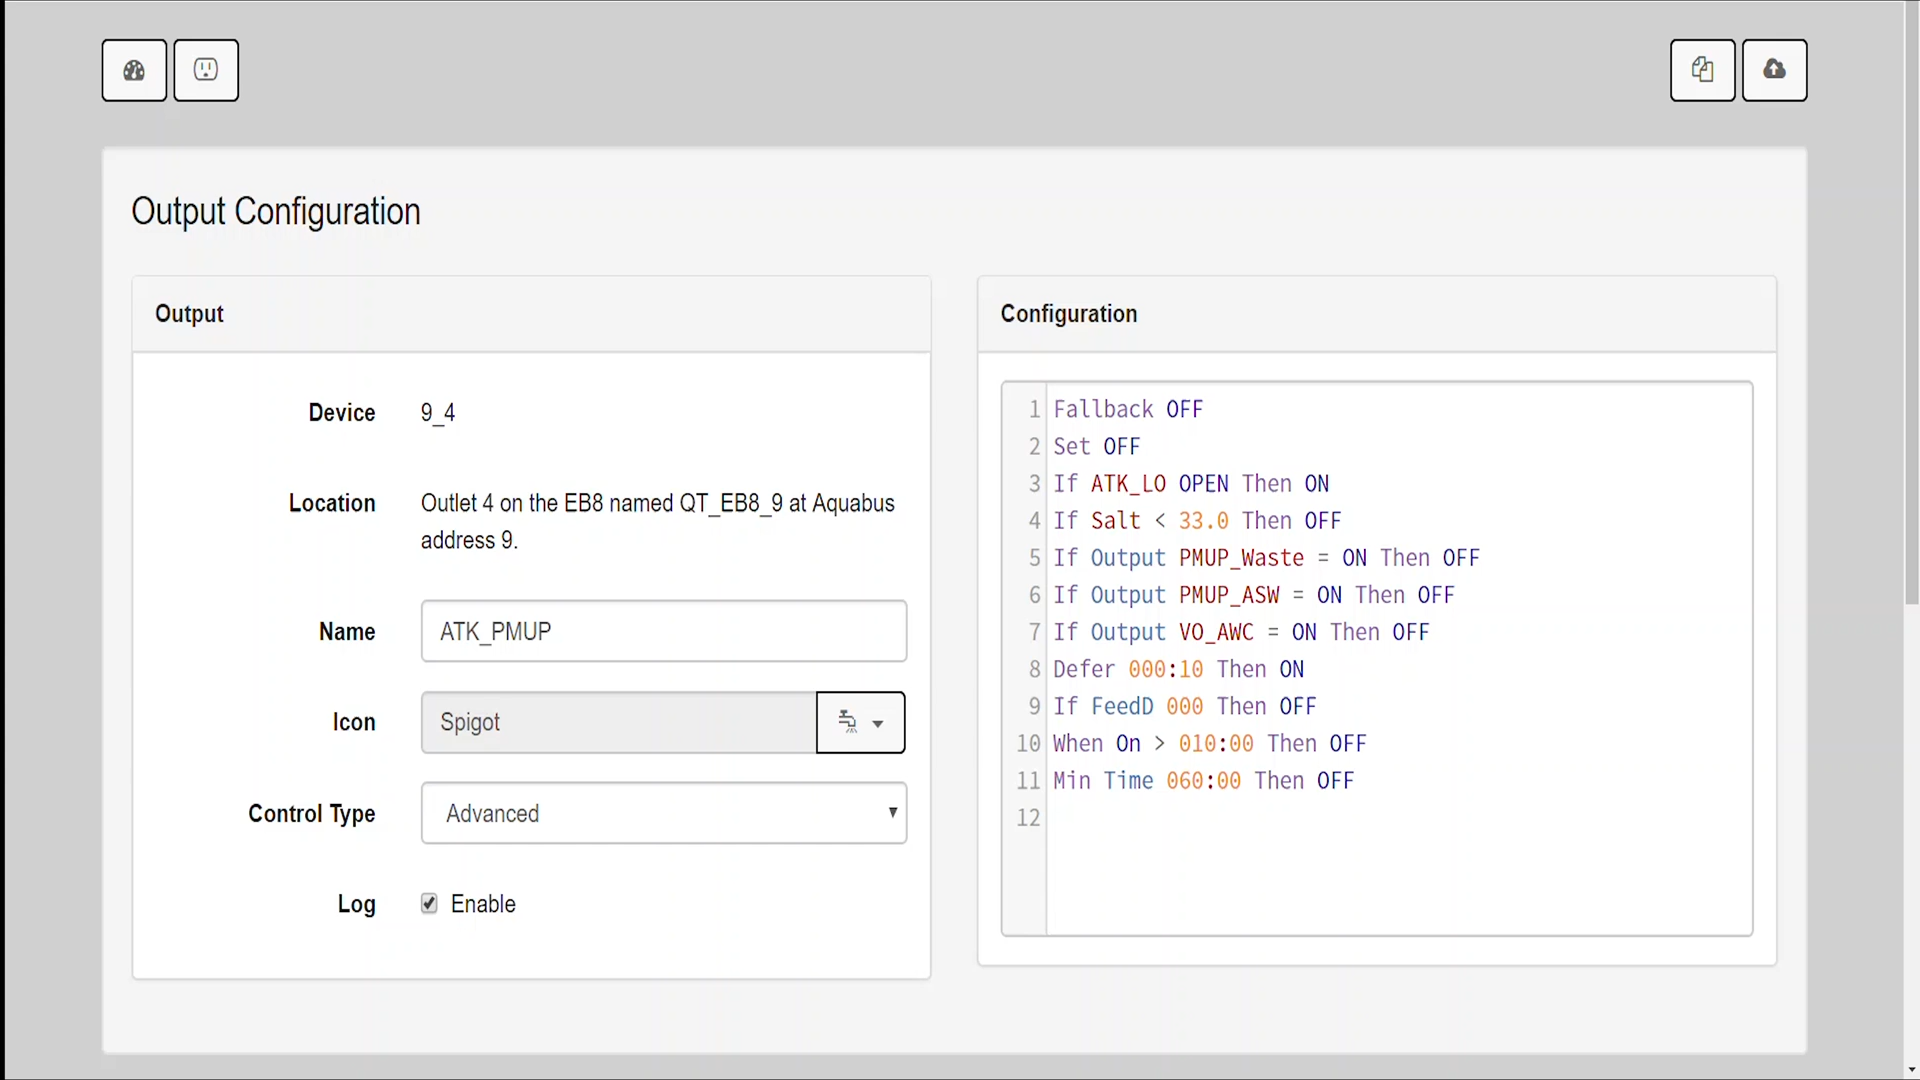 Output Configuration
Output
Device 9_4
Location Outlet 4 on the EB8 named QT_EB8_9 at Aquabus
address 9.
Name ATK_PMUP
Icon Spigot
Control Type Advanced
Log Enable
Configuration
1 Fallback OFF
2 Set OFF
3 If ATK_LO OPEN Then ON
4 If Salt < 33.0 Then OFF
5 If Output PMUP_Waste = ON Then OFF
6 If Output PMUP_ASW = ON Then OFF
7 If Output VO_AWC = ON Then OFF
8 Defer 000:10 Then ON
9 If FeedD 000 Then OFF
10 When On > 010:00 Then OFF
11 Min Time 060:00 Then OFF
12